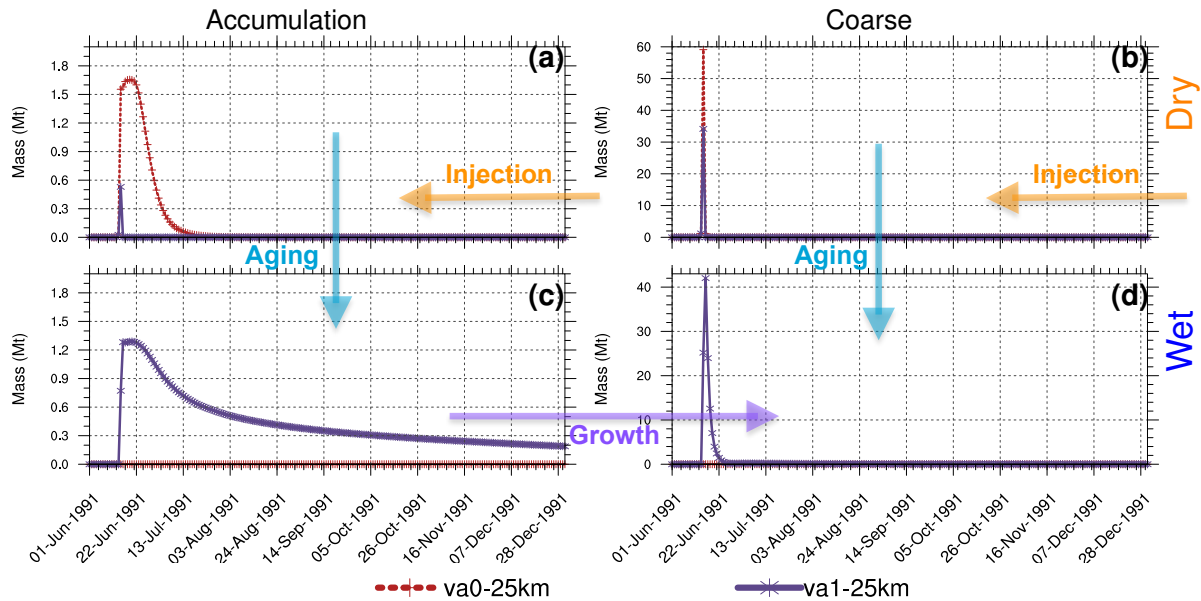 Accumulation
Coarse
(a)
Mass (Mt)
1.8
1.5
1.2
0.9
0.6
0.3
0.0
Injection
(b)
Mass (Mt)
60
50
40
30
20
10
0
Injection
Dry
Aging
Aging
(c)
Mass (Mt)
1.8
1.5
1.2
0.9
0.6
0.3
0.0
(d)
Mass (Mt)
40
30
20
10
0
Wet
Growth
01-Jun-1991
22-Jun-1991
13-Jul-1991
03-Aug-1991
24-Aug-1991
14-Sep-1991
05-Oct-1991
26-Oct-1991
16-Nov-1991
07-Dec-1991
28-Dec-1991
01-Jun-1991
22-Jun-1991
13-Jul-1991
03-Aug-1991
24-Aug-1991
14-Sep-1991
05-Oct-1991
26-Oct-1991
16-Nov-1991
07-Dec-1991
28-Dec-1991
va0-25km
va1-25km